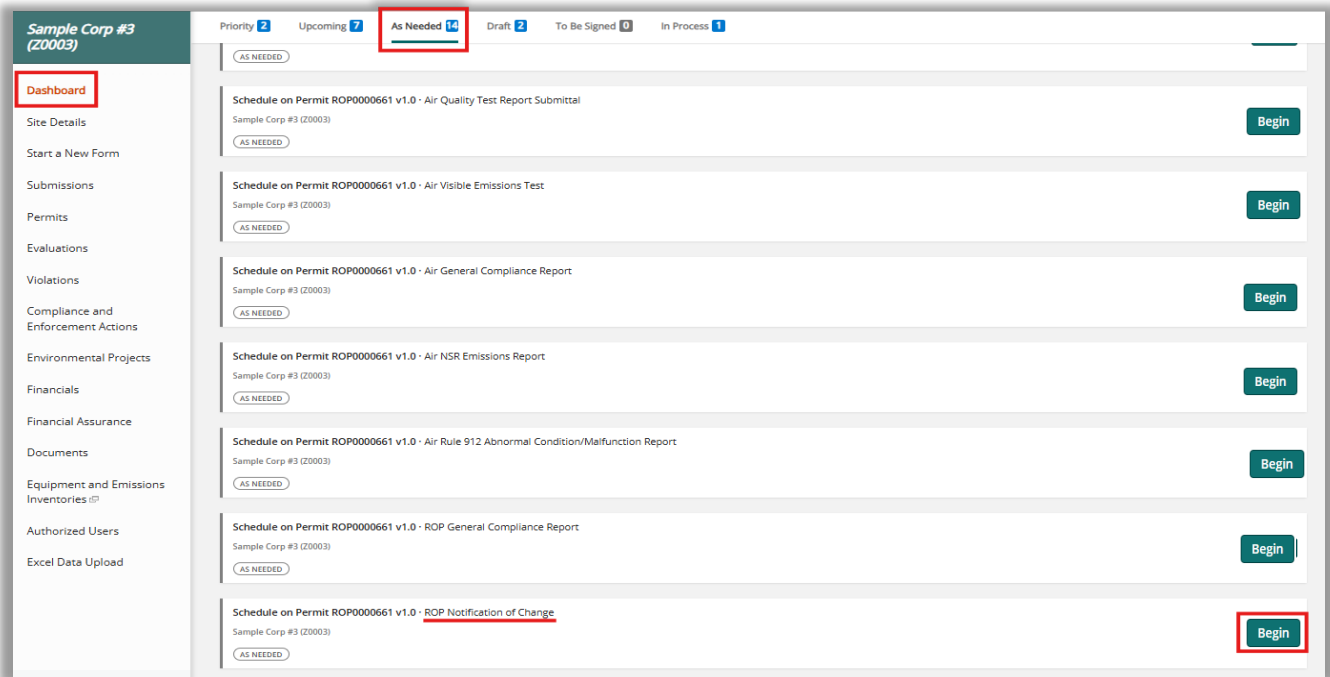 Sample Corp #3
(Z0003)
Dashboard
Site Details
Start a New Form
Submissions
Permits
Evaluations
Violations
Compliance and
Enforcement Actions
Environmental Projects
Financials
Financial Assurance
Documents
Equipment and Emissions
Inventories
Authorized Users
Excel Data Upload
Priority 2 Upcoming 7 As Needed 14 Draft 2 To Be Signed 0 In Process 1
AS NEEDED
Schedule on Permit ROP0000661 v1.0 · Air Quality Test Report Submittal
Sample Corp #3 (Z0003)
AS NEEDED
Begin
Schedule on Permit ROP0000661 v1.0 · Air Visible Emissions Test
Sample Corp #3 (Z0003)
AS NEEDED
Begin
Schedule on Permit ROP0000661 v1.0 · Air General Compliance Report
Sample Corp #3 (Z0003)
AS NEEDED
Begin
Schedule on Permit ROP0000661 v1.0 · Air NSR Emissions Report
Sample Corp #3 (Z0003)
AS NEEDED
Begin
Schedule on Permit ROP0000661 v1.0 · Air Rule 912 Abnormal Condition/Malfunction Report
Sample Corp #3 (Z0003)
AS NEEDED
Begin
Schedule on Permit ROP0000661 v1.0 · ROP General Compliance Report
Sample Corp #3 (Z0003)
AS NEEDED
Begin
Schedule on Permit ROP0000661 v1.0 · ROP Notification of Change
Sample Corp #3 (Z0003)
AS NEEDED
Begin